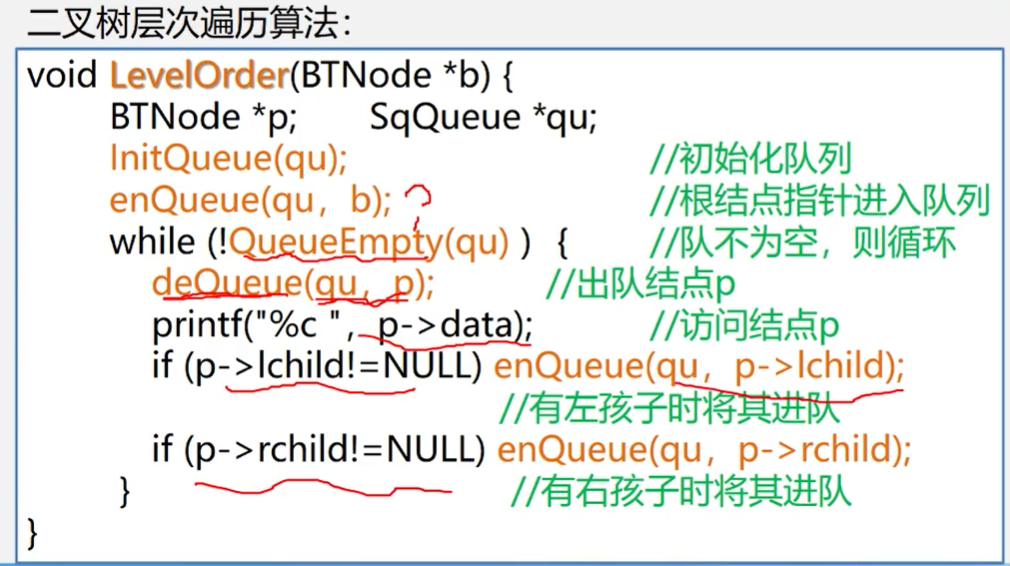 二叉树层次遍历算法：
void LevelOrder(BTNode *b) {
BTNode *p; SqQueue *qu;
InitQueue(qu); //初始化队列
enQueue(qu，b); //根结点指针进入队列
while (!QueueEmpty(qu) ) { //队不为空，则循环
deQueue(qu，p); //出队结点p
printf("%c "，p->data); //访问结点p
if (p->lchild!=NULL) enQueue(qu，p->lchild);
//有左孩子时将其进队
if (p->rchild!=NULL) enQueue(qu，p->rchild);
} //有右孩子时将其进队
}